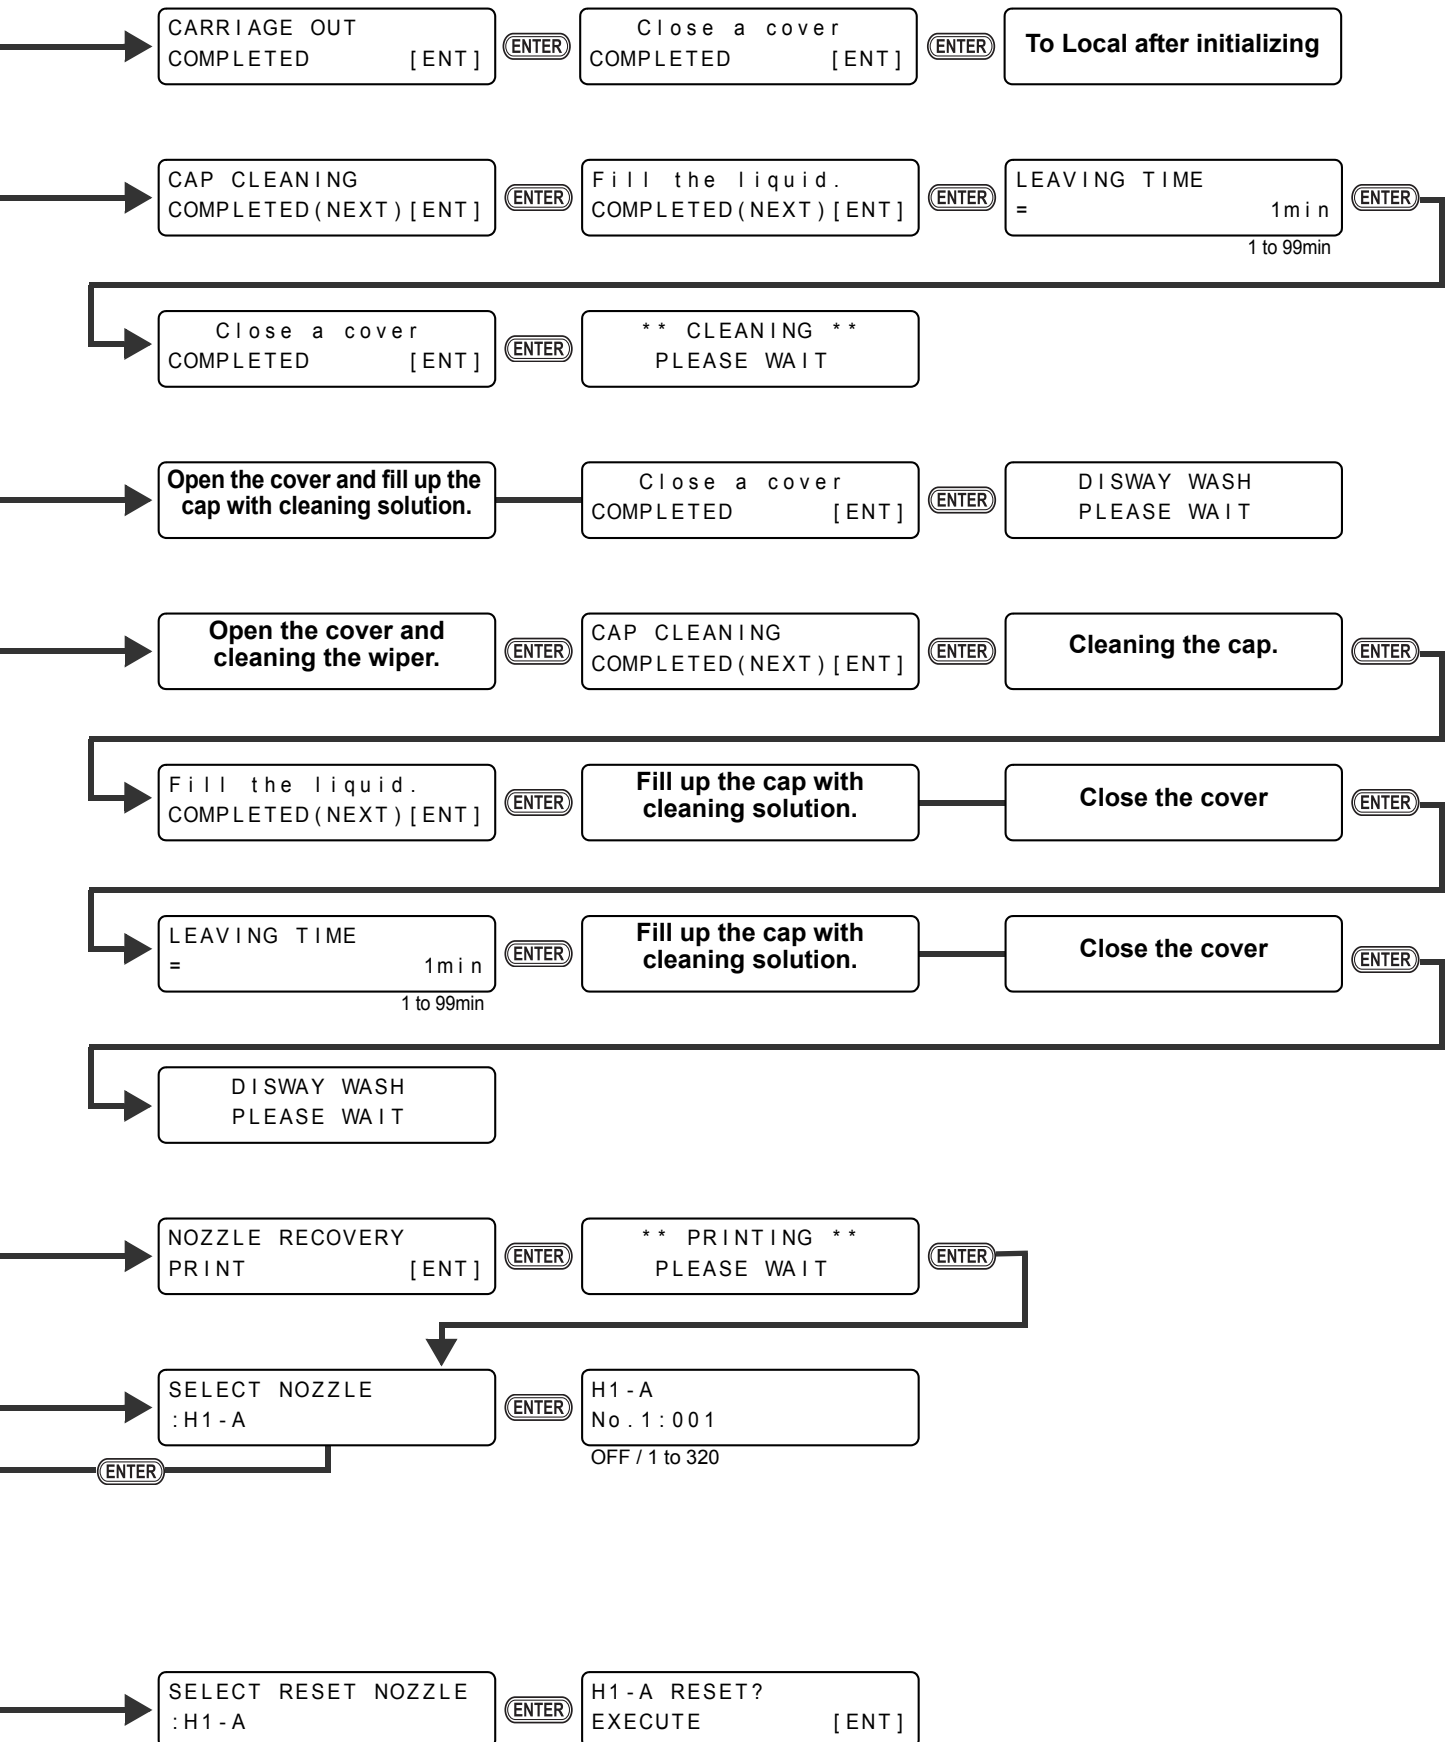 CARRIAGE OUT
COMPLETED [ENT]
ENTER
Close a cover
COMPLETED [ENT]
ENTER
To Local after initializing
CAP CLEANING
COMPLETED(NEXT)[ENT]
ENTER
Fill the liquid.
COMPLETED(NEXT)[ENT]
ENTER
LEAVING TIME
= 1min
1 to 99min
ENTER
Close a cover
COMPLETED [ENT]
ENTER
** CLEANING **
PLEASE WAIT
Open the cover and fill up the
cap with cleaning solution.
Close a cover
COMPLETED [ENT]
ENTER
DISWAY WASH
PLEASE WAIT
Open the cover and
cleaning the wiper.
ENTER
CAP CLEANING
COMPLETED(NEXT)[ENT]
ENTER
Cleaning the cap.
ENTER
Fill the liquid.
COMPLETED(NEXT)[ENT]
ENTER
Fill up the cap with
cleaning solution.
Close the cover
ENTER
LEAVING TIME
= 1min
1 to 99min
ENTER
Fill up the cap with
cleaning solution.
Close the cover
ENTER
DISWAY WASH
PLEASE WAIT
NOZZLE RECOVERY
PRINT [ENT]
ENTER
** PRINTING **
PLEASE WAIT
ENTER
SELECT NOZZLE
:H1-A
ENTER
H1-A
No.1:001
OFF / 1 to 320
ENTER
SELECT RESET NOZZLE
:H1-A
ENTER
H1-A RESET?
EXECUTE [ENT]